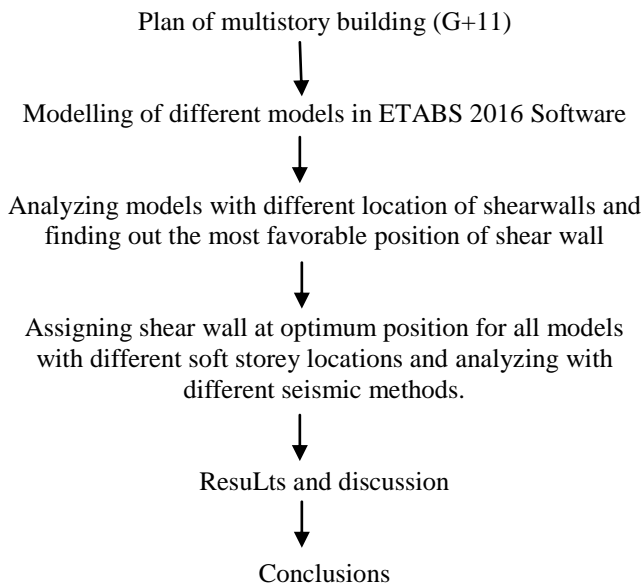 Plan of multistory building (G+11)
Modelling of different models in ETABS 2016 Software
Analyzing models with different location of shearwalls and
finding out the most favorable position of shear wall
Assigning shear wall at optimum position for all models
with different soft storey locations and analyzing with
different seismic methods.
ResuLts and discussion
Conclusions